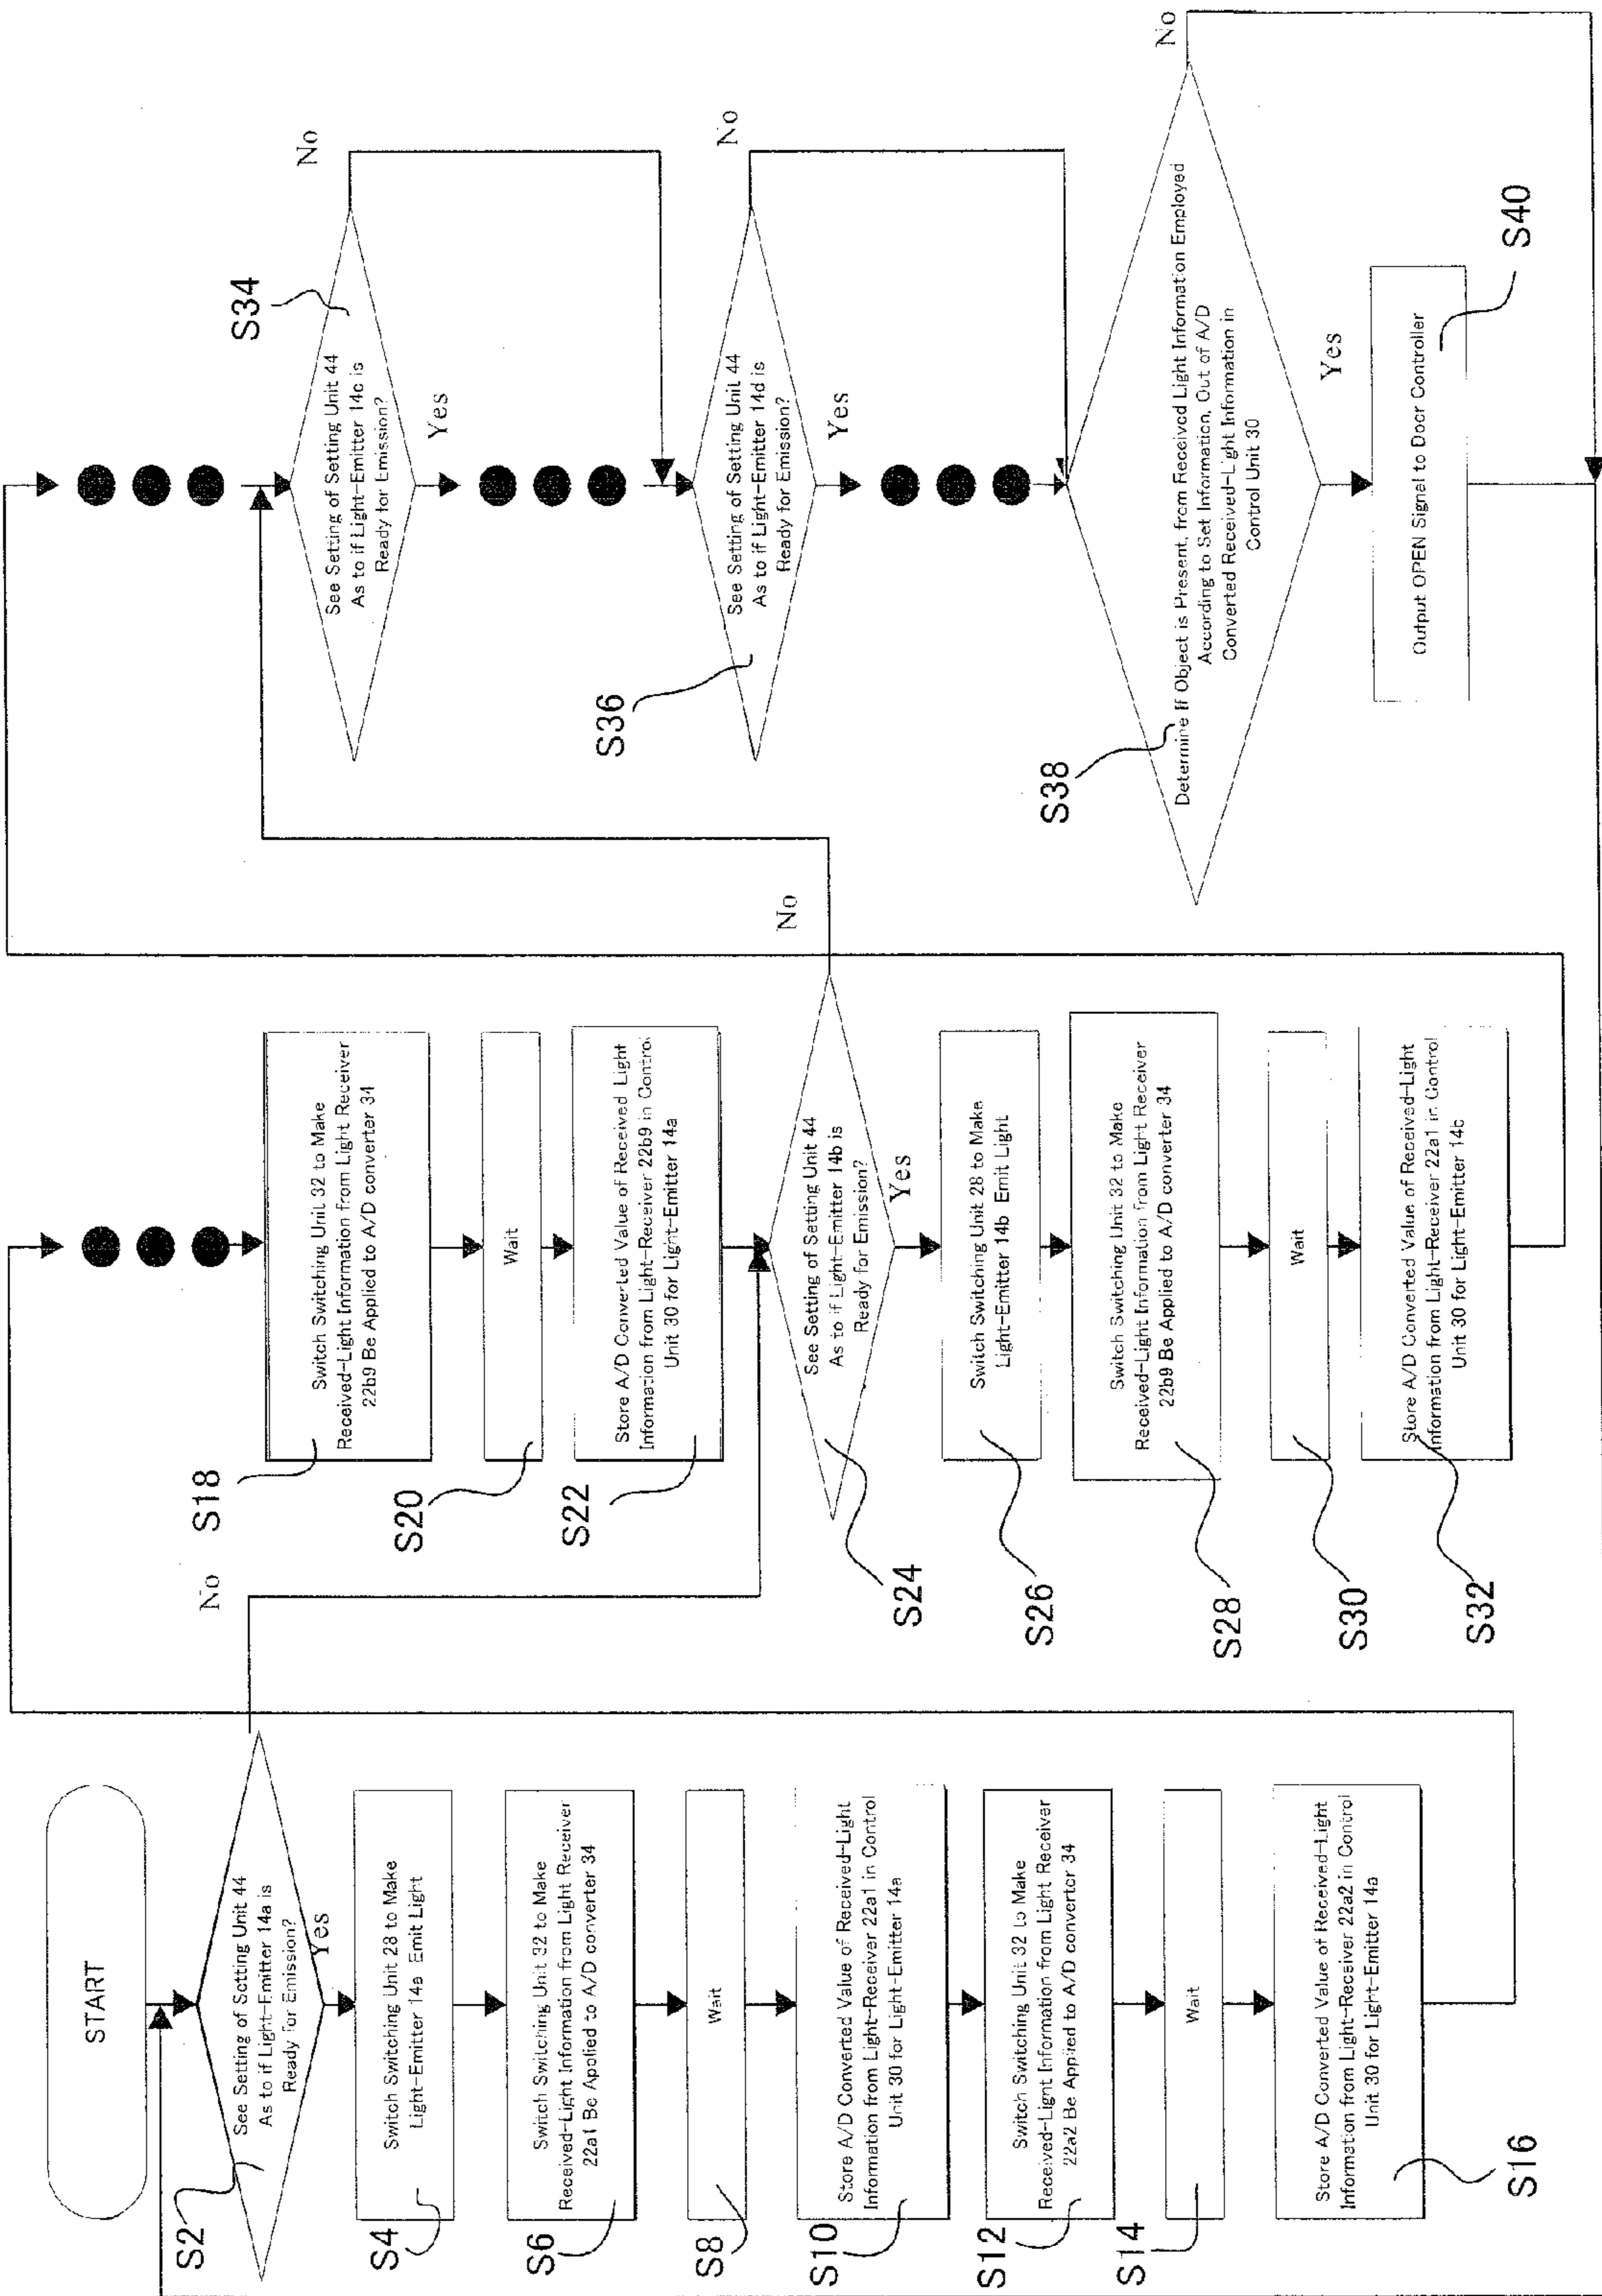 START
S2
See Setting of Setting Unit 44
As to if Light-Emitter 14a is
Ready for Emission?
Yes
No
S4
Switch Switching Unit 28 to Make
Light-Emitter 14a Emit Light
S6
Switch Switching Unit 32 to Make
Received-Light Information from Light Receiver
22a1 Be Applied to A/D converter 34
S8
Wait
S10
Store A/D Converted Value of Received-Light
Information from Light-Receiver 22a1 in Control
Unit 30 for Light-Emitter 14a
S12
Switch Switching Unit 32 to Make
Received-Light Information from Light Receiver
22a2 Be Applied to A/D converter 34
S14
Wait
S16
Store A/D Converted Value of Received-Light
Information from Light-Receiver 22a2 in Control
Unit 30 for Light-Emitter 14a
S18
Switch Switching Unit 32 to Make
Received-Light Information from Light Receiver
22b9 Be Applied to A/D converter 34
S20
Wait
S22
Store A/D Converted Value of Received Light
Information from Light-Receiver 22b9 in Control
Unit 30 for Light-Emitter 14a
S24
See Setting of Setting Unit 44
As to if Light-Emitter 14b is
Ready for Emission?
Yes
No
S26
Switch Switching Unit 28 to Make
Light-Emitter 14b Emit Light
S28
Switch Switching Unit 32 to Make
Received-Light Information from Light Receiver
22b9 Be Applied to A/D converter 34
S30
Wait
S32
Store A/D Converted Value of Received-Light
Information from Light-Receiver 22a1 in Control
Unit 30 for Light-Emitter 14b
S34
See Setting of Setting Unit 44
As to if Light-Emitter 14c is
Ready for Emission?
Yes
No
S36
See Setting of Setting Unit 44
As to if Light-Emitter 14d is
Ready for Emission?
Yes
No
S38
Determine If Object is Present, from Received Light Information Employed
According to Set Information, Out of A/D
Converted Received-Light Information in
Control Unit 30
Yes
No
S40
Output OPEN Signal to Door Controller